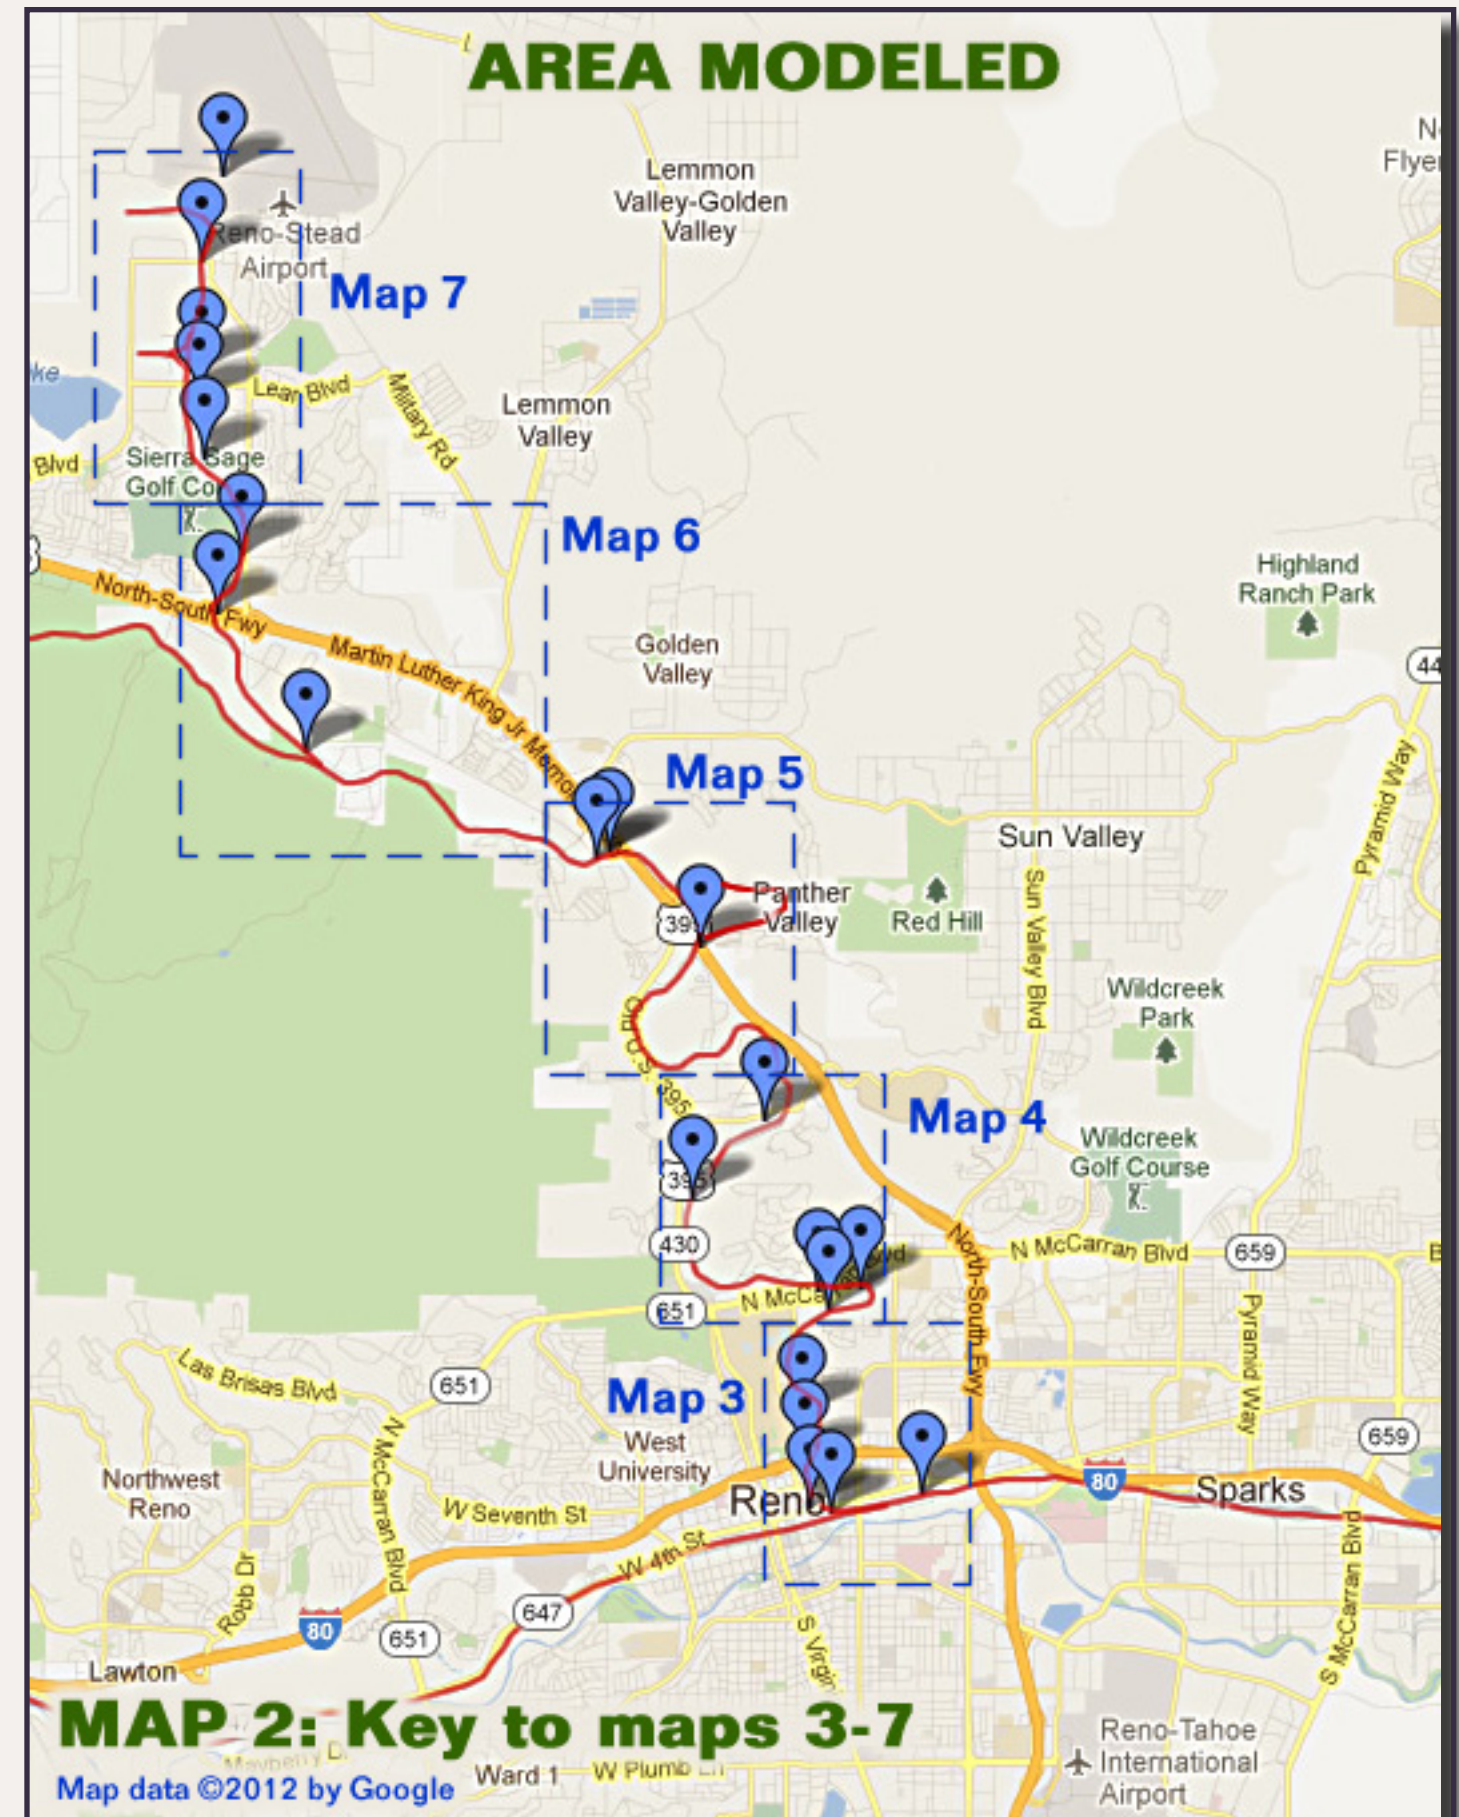 AREA MODELED
Lemmon
Valley-Golden
Valley
Reno-Stead
Airport
Map 7
Lear Blvd
Military Rd
Lemmon
Valley
Blvd
Sierra Sage
Golf Co
Map 6
North-South Fwy
Martin Luther King Jr Memo
Golden
Valley
Highland
Ranch Park
44
Map 5
Pyramid Way
Sun Valley
Panther
Valley
Red Hill
395
Sun Valley Blvd
Wildcreek
Park
Old U.S. 395
Map 4
Wildcreek
Golf Course
395
430
N McCarran Blvd
659
North-South Fwy
N McCa
651
Pyramid Way
Las Brisas Blvd
651
Map 3
N McCarran Blvd
West
University
659
Northwest
Reno
Reno
80
Sparks
W Seventh St
W 4th St
Robb Dr
647
S McCarran Blvd
80
651
S Virgin
Lawton
MAP 2: Key to maps 3-7
Reno-Tahoe
International
Airport
Mayberry D
Ward 1
W Plumb Ln
Map data ©2012 by Google